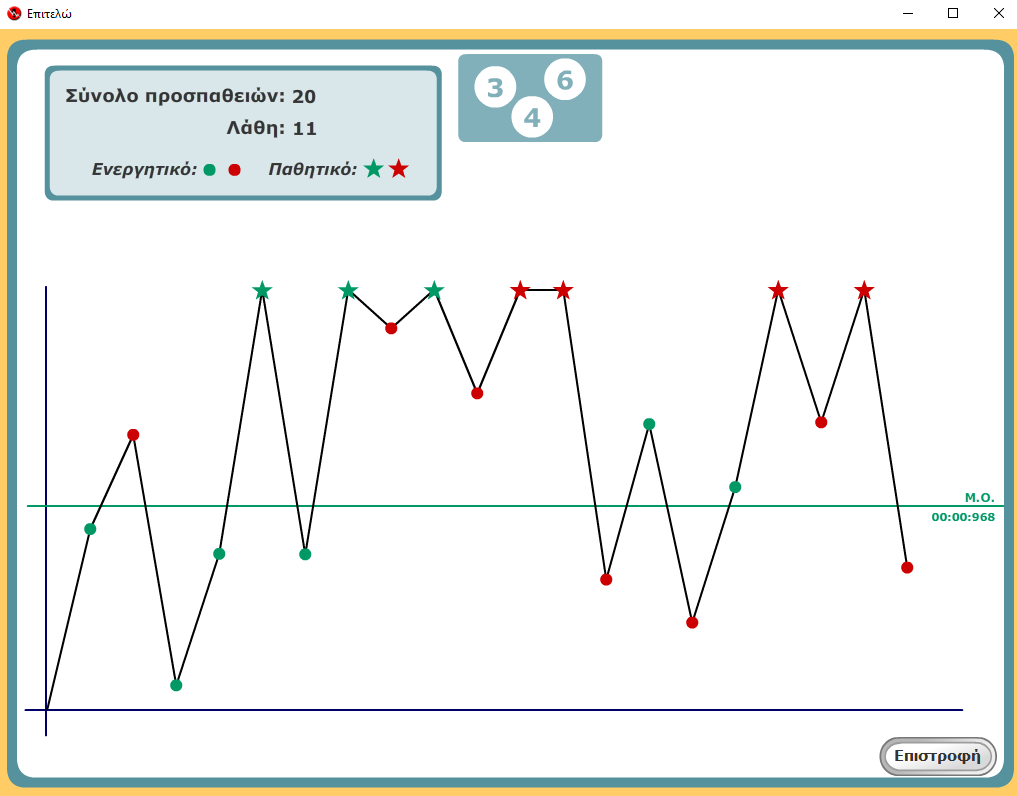 Επιτελώ
Σύνολο προσπαθειών: 20
Λάθη: 11
Ενεργητικό: Παθητικό:
3 6
4
Μ.Ο.
00:00:968
Επιστροφή